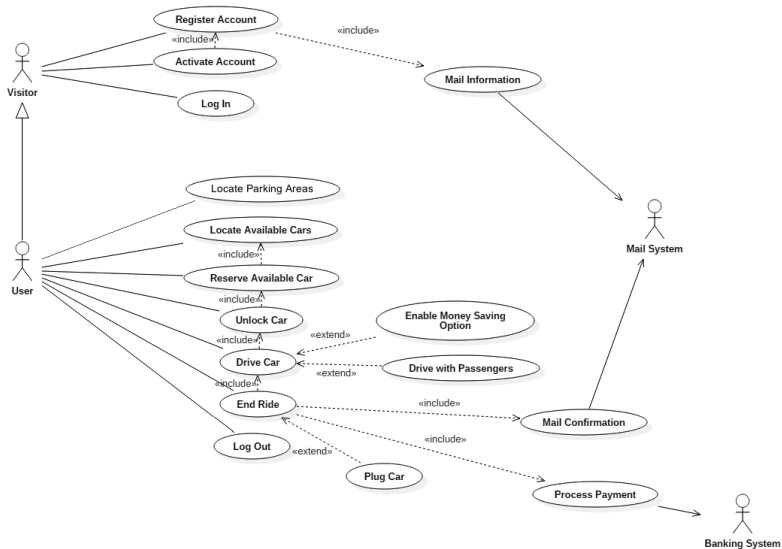 Register Account
«include»
«include»
Activate Account
Mail Information
Visitor
Log In
Locate Parking Areas
Locate Available Cars
Mail System
«include»
Reserve Available Car
User
«include»
Unlock Car
Enable Money Saving
Option
«extend»
«include»
Drive Car
Drive with Passengers
«extend»
«include»
End Ride
«include»
Mail Confirmation
«include»
Log Out
«extend»
Plug Car
Process Payment
Banking System